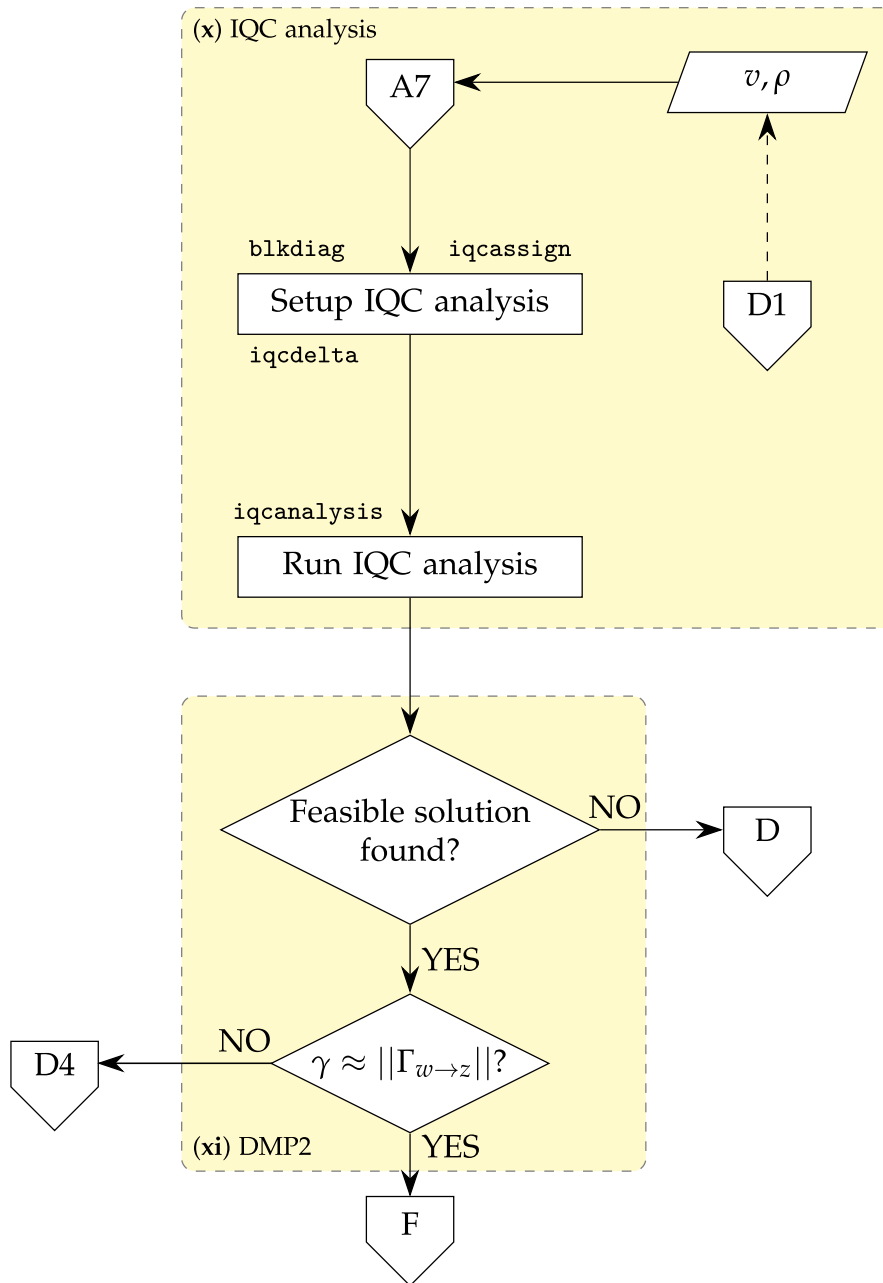 (x) IQC analysis
A7
v, ρ
blkdiag
iqcassign
Setup IQC analysis
D1
iqcdelta
iqcanalysis
Run IQC analysis
Feasible solution
found?
NO
D
YES
γ ≈ ||Γ_{w→z}||?
NO
D4
YES
(xi) DMP2
F